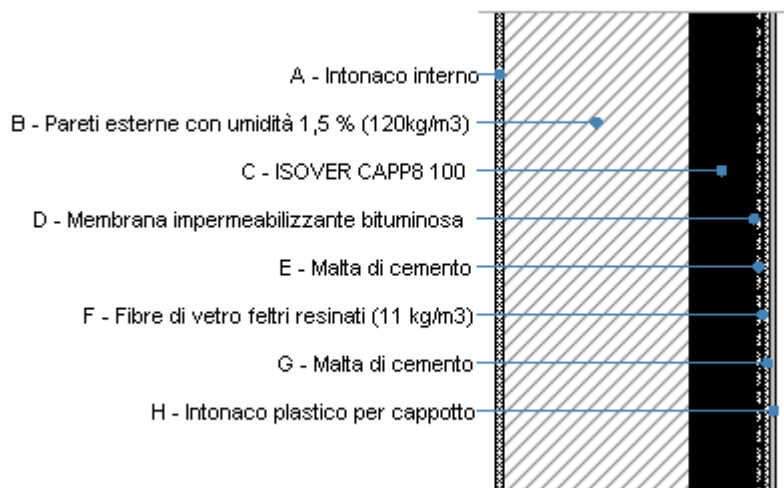 A - Intonaco interno
B - Pareti esterne con umidità 1,5 % (120kg/m3)
C - ISOVER CAPP8 100
D - Membrana impermeabilizzante bituminosa
E - Malta di cemento
F - Fibre di vetro feltri resinati (11 kg/m3)
G - Malta di cemento
H - Intonaco plastico per cappotto